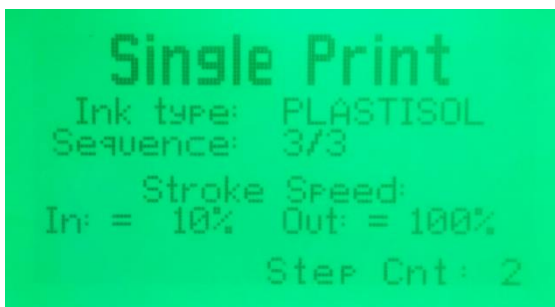 Single Print
Ink type: PLASTISOL
Sequence: 3/3
Stroke Speed:
In: = 10% Out: = 100%
Step Cnt: 2